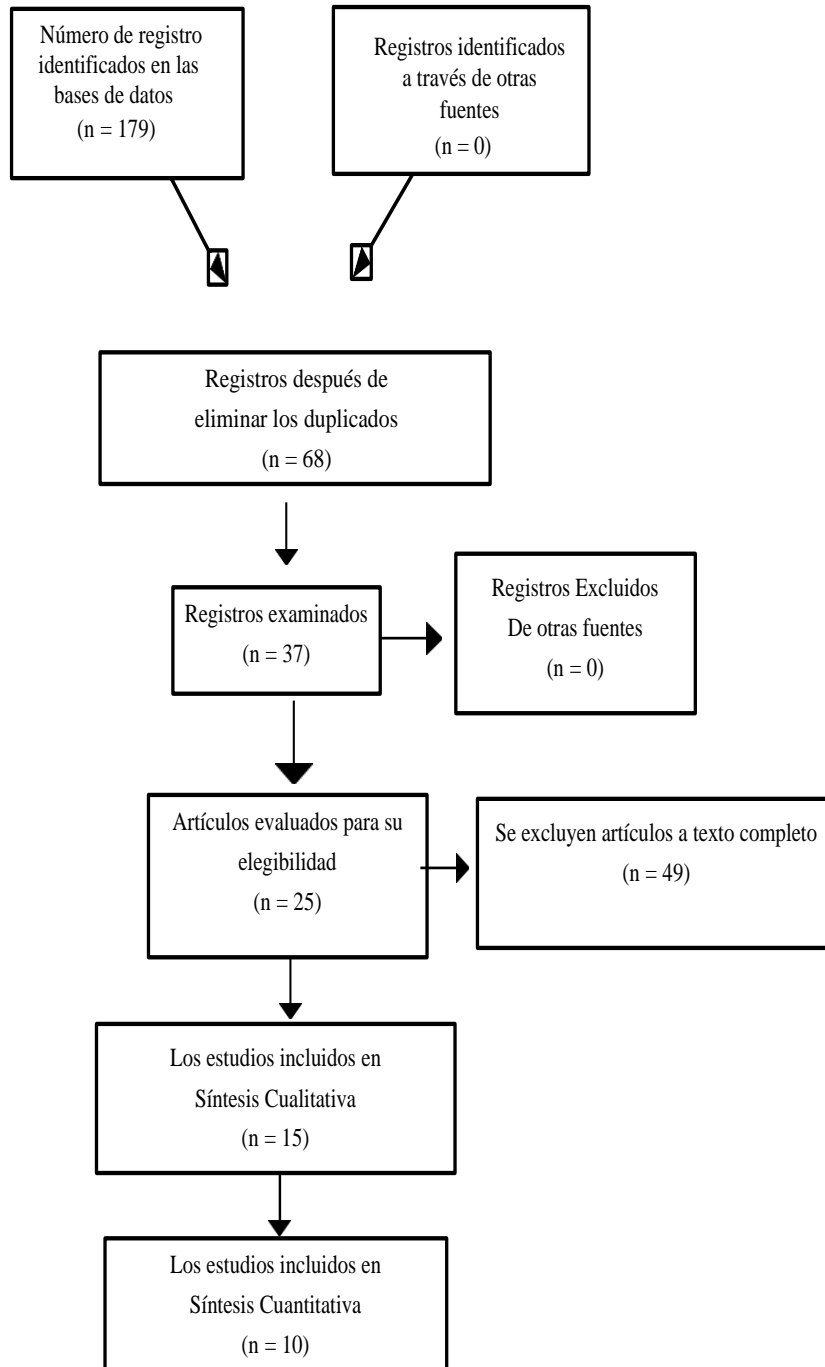 Número de registro
identificados en las
bases de datos
(n = 179)
Registros identificados
a través de otras
fuentes
(n = 0)
Registros después de
eliminar los duplicados
(n = 68)
Registros examinados
(n = 37)
Registros Excluidos
De otras fuentes
(n = 0)
Artículos evaluados para su
elegibilidad
(n = 25)
Se excluyen artículos a texto completo
(n = 49)
Los estudios incluidos en
Síntesis Cualitativa
(n = 15)
Los estudios incluidos en
Síntesis Cuantitativa
(n = 10)